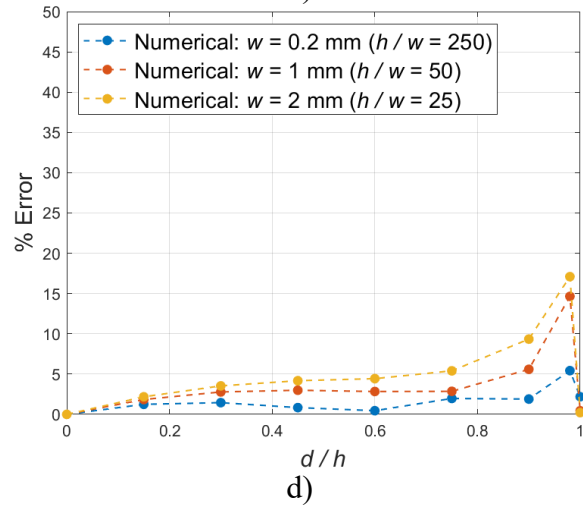 50
45
40
35
30
25
20
15
10
5
0
% Error
Numerical: w = 0.2 mm (h / w = 250)
Numerical: w = 1 mm (h / w = 50)
Numerical: w = 2 mm (h / w = 25)
0 0.2 0.4 0.6 0.8 1
d / h
d)